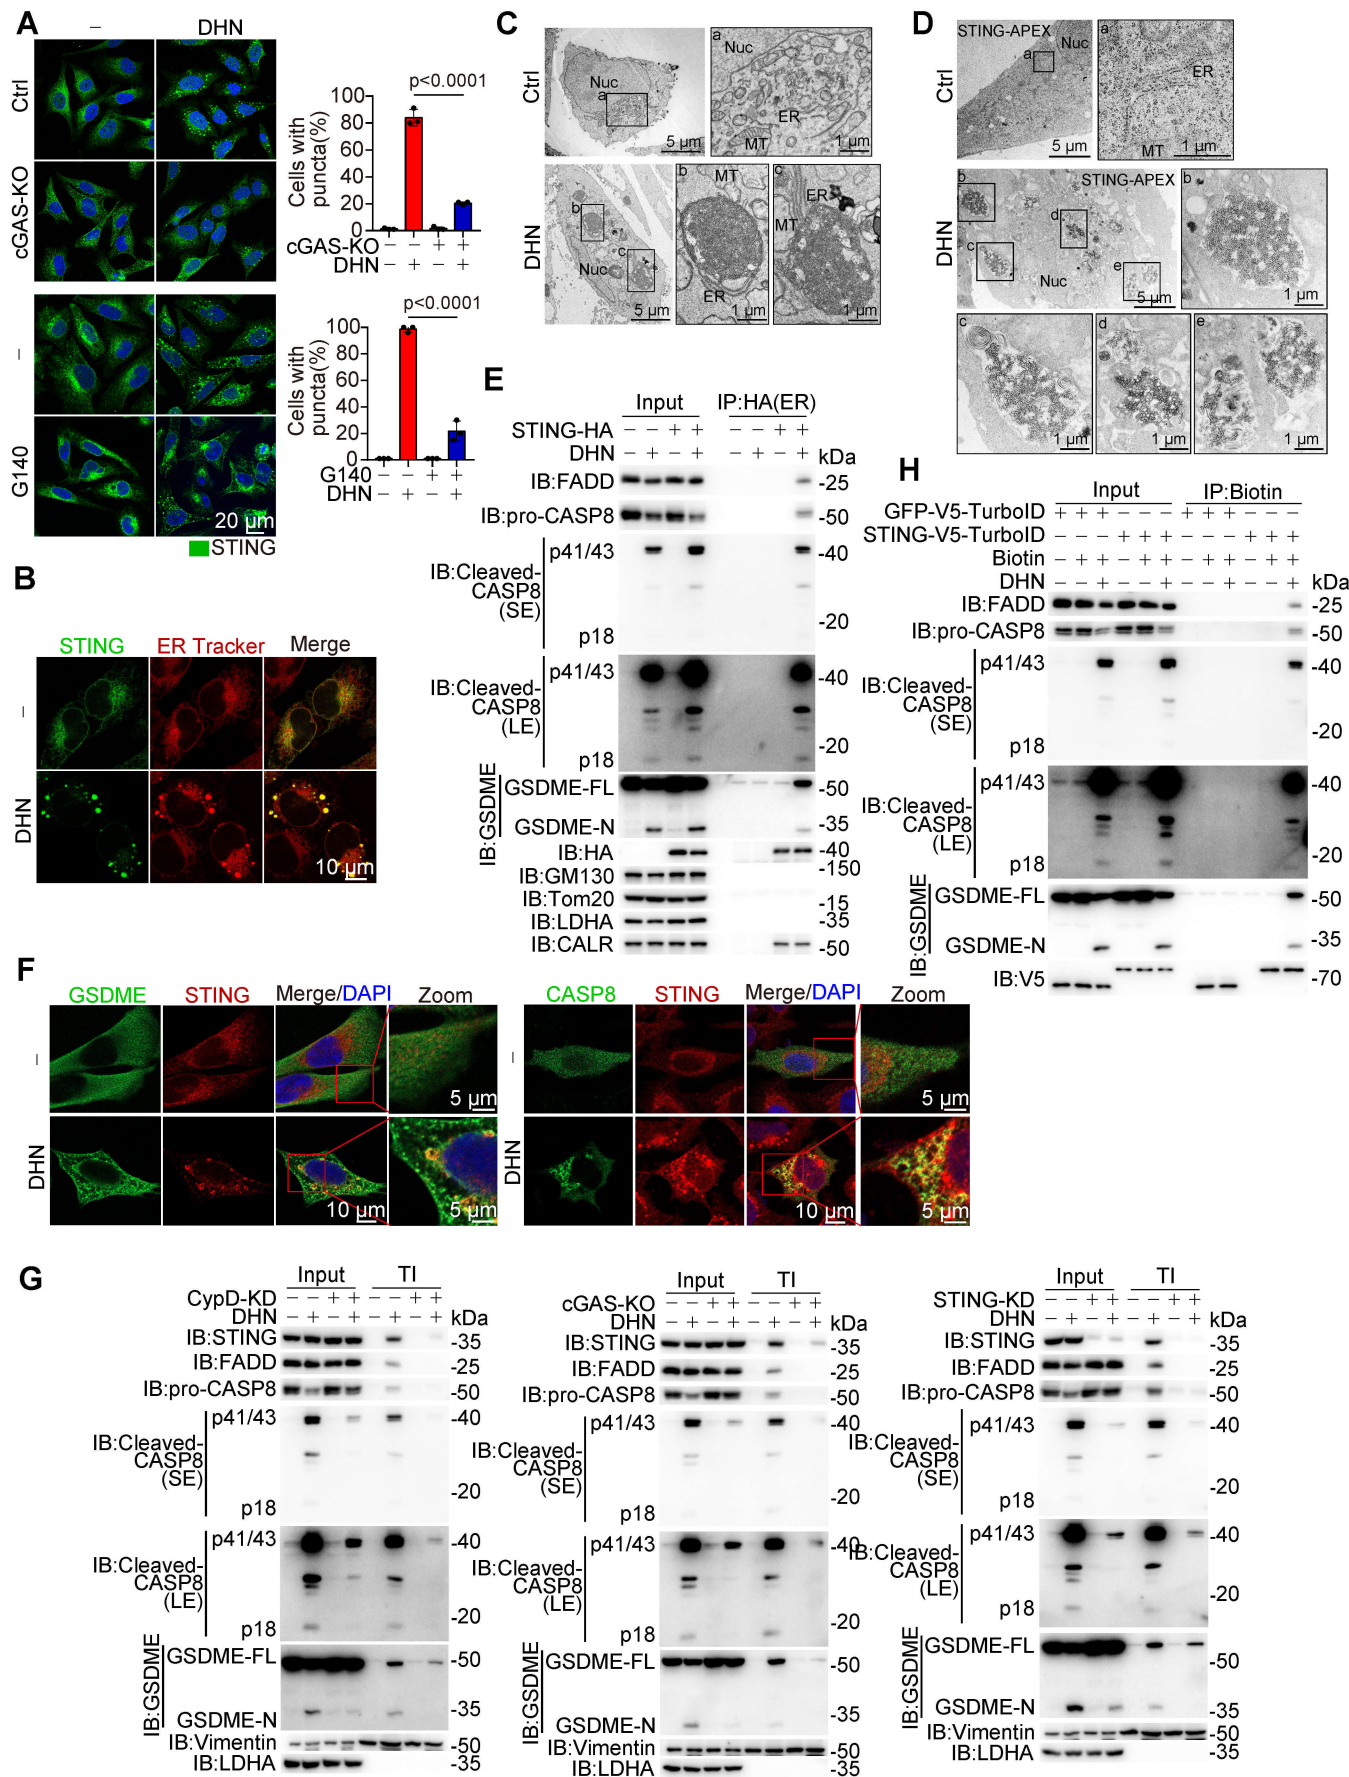 A
– DHN
Ctrl
cGAS-KO
–
G140
20 µm
STING
p<0.0001
Cells with puncta(%)
100
80
60
40
20
0
cGAS-KO – – + +
DHN – + – +
p<0.0001
Cells with puncta(%)
100
80
60
40
20
0
G140 – – + +
DHN – + – +
B
STING ER Tracker Merge
–
DHN
10 µm
C
Ctrl
Nuc
a
5 µm
a
Nuc
ER
MT
1 µm
DHN
b
c
Nuc
5 µm
b
MT
ER
1 µm
c
ER
MT
1 µm
D
Ctrl
STING-APEX
Nuc
a
5 µm
a
ER
MT
1 µm
DHN
STING-APEX
b
c
d
e
Nuc
5 µm
b
1 µm
c
1 µm
d
1 µm
e
1 µm
E
Input IP:HA(ER)
STING-HA – – + + – – + +
DHN – + – + – – + kDa
IB:FADD -25
IB:pro-CASP8 -50
IB:Cleaved-CASP8 (SE)
p41/43 -40
-20
p18
IB:Cleaved-CASP8 (LE)
p41/43 -40
-20
p18
IB:GSDME
GSDME-FL -50
GSDME-N -35
IB:HA -40
IB:GM130 -150
IB:Tom20 -15
IB:LDHA -35
IB:CALR -50
H
Input IP:Biotin
GFP-V5-TurboID + + + – – – + + + – – –
STING-V5-TurboID – – – + + + – – – + + +
Biotin – + + – + + – + + – + +
DHN – – + – – + – – + – – + kDa
IB:FADD -25
IB:pro-CASP8 -50
IB:Cleaved-CASP8 (SE)
p41/43 -40
-20
p18
IB:Cleaved-CASP8 (LE)
p41/43 -40
-20
p18
IB:GSDME
GSDME-FL -50
GSDME-N -35
IB:V5 -70
F
GSDME STING Merge/DAPI Zoom
–
5 µm
DHN
10 µm
5 µm
CASP8 STING Merge/DAPI Zoom
–
5 µm
DHN
10 µm
5 µm
G
Input TI
CypD-KD – – + + – – + +
DHN – + – + – + – + kDa
IB:STING -35
IB:FADD -25
IB:pro-CASP8 -50
IB:Cleaved-CASP8 (SE)
p41/43 -40
-20
p18
IB:Cleaved-CASP8 (LE)
p41/43 -40
-20
p18
IB:GSDME
GSDME-FL -50
GSDME-N -35
IB:Vimentin -50
IB:LDHA -35
Input TI
cGAS-KO – – + + – – + +
DHN – + – + – + – + kDa
IB:STING -35
IB:FADD -25
IB:pro-CASP8 -50
IB:Cleaved-CASP8 (SE)
p41/43 -40
-20
p18
IB:Cleaved-CASP8 (LE)
p41/43 -40
-20
p18
IB:GSDME
GSDME-FL -50
GSDME-N -35
IB:Vimentin -50
IB:LDHA -35
Input TI
STING-KD – – + + – – + +
DHN – + – + – + – + kDa
IB:STING -35
IB:FADD -25
IB:pro-CASP8 -50
IB:Cleaved-CASP8 (SE)
p41/43 -40
-20
p18
IB:Cleaved-CASP8 (LE)
p41/43 -40
-20
p18
IB:GSDME
GSDME-FL -50
GSDME-N -35
IB:Vimentin -50
IB:LDHA -35